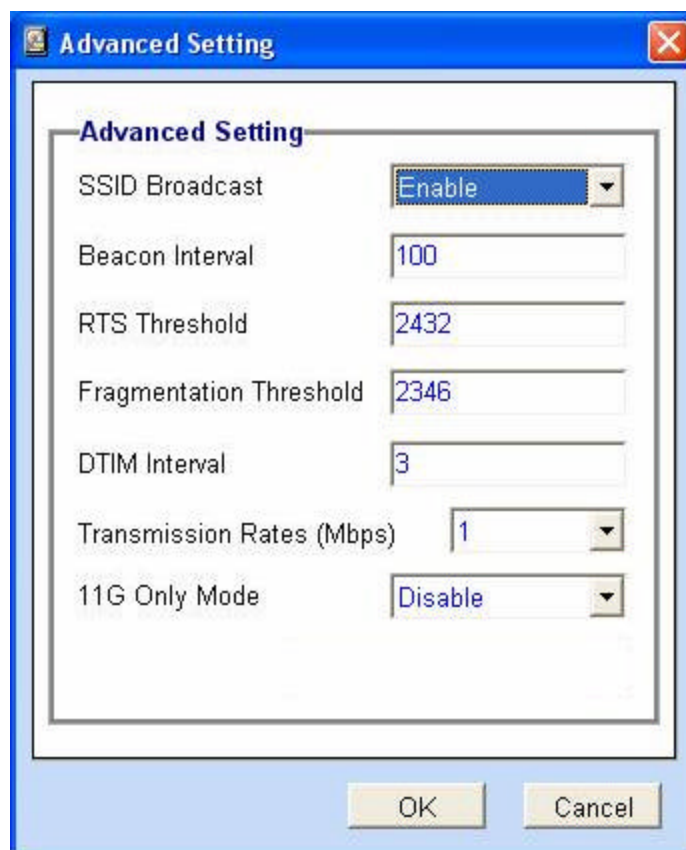 Advanced Setting
Advanced Setting
SSID Broadcast Enable
Beacon Interval 100
RTS Threshold 2432
Fragmentation Threshold 2346
DTIM Interval 3
Transmission Rates (Mbps) 1
11G Only Mode Disable
OK Cancel